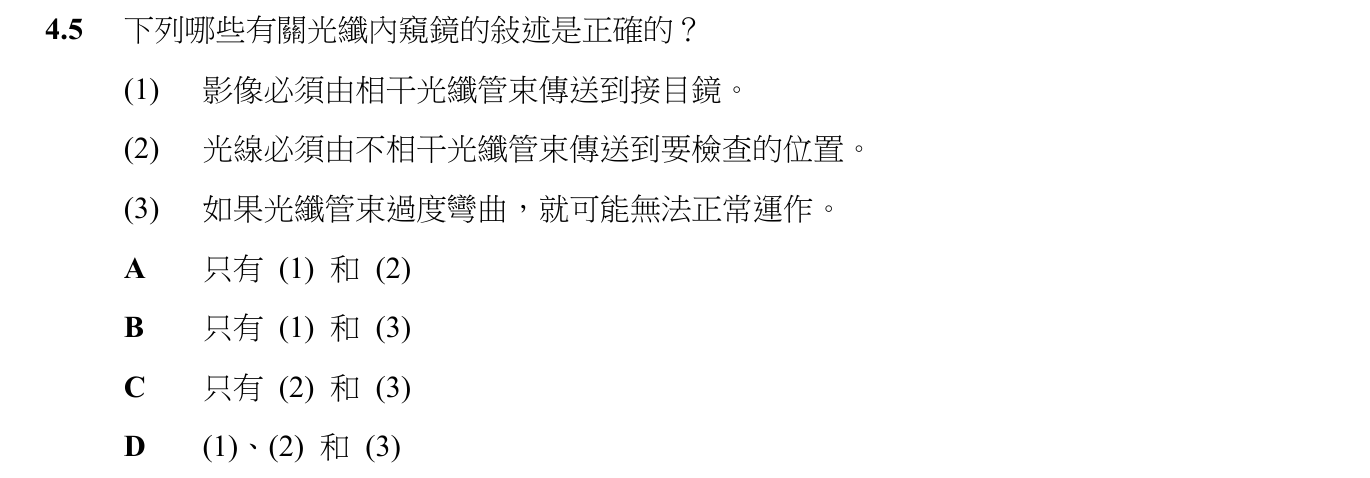 4.5 下列哪些有關光纖內窺鏡的敍述是正確的？
(1) 影像必須由相干光纖管束傳送到接目鏡。
(2) 光線必須由不相干光纖管束傳送到要檢查的位置。
(3) 如果光纖管束過度彎曲，就可能無法正常運作。
A 只有 (1) 和 (2)
B 只有 (1) 和 (3)
C 只有 (2) 和 (3)
D (1)、(2) 和 (3)